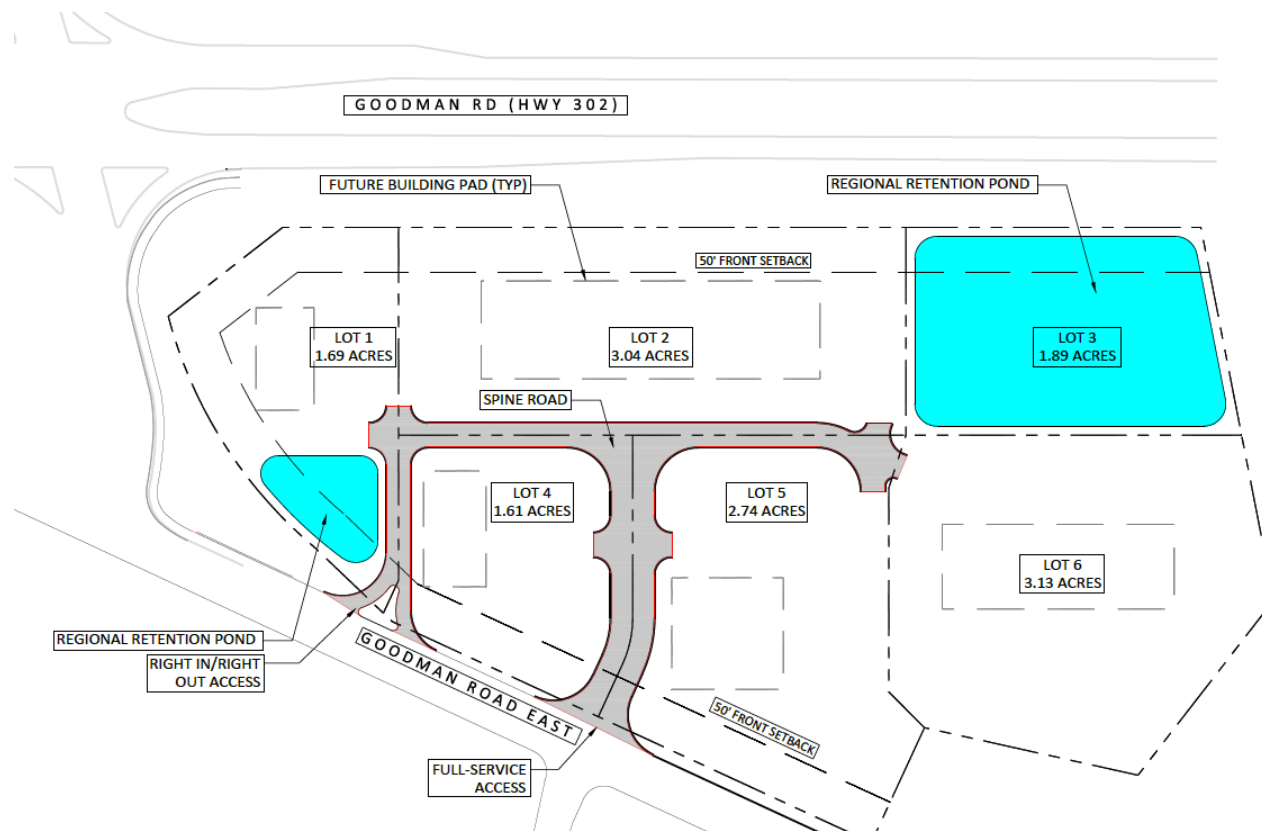 GOODMAN RD (HWY 302)
FUTURE BUILDING PAD (TYP)
REGIONAL RETENTION POND
50' FRONT SETBACK
LOT 1
1.69 ACRES
LOT 2
3.04 ACRES
LOT 3
1.89 ACRES
SPINE ROAD
LOT 4
1.61 ACRES
LOT 5
2.74 ACRES
LOT 6
3.13 ACRES
REGIONAL RETENTION POND
RIGHT IN/RIGHT
OUT ACCESS
GOODMAN ROAD EAST
50' FRONT SETBACK
FULL-SERVICE
ACCESS